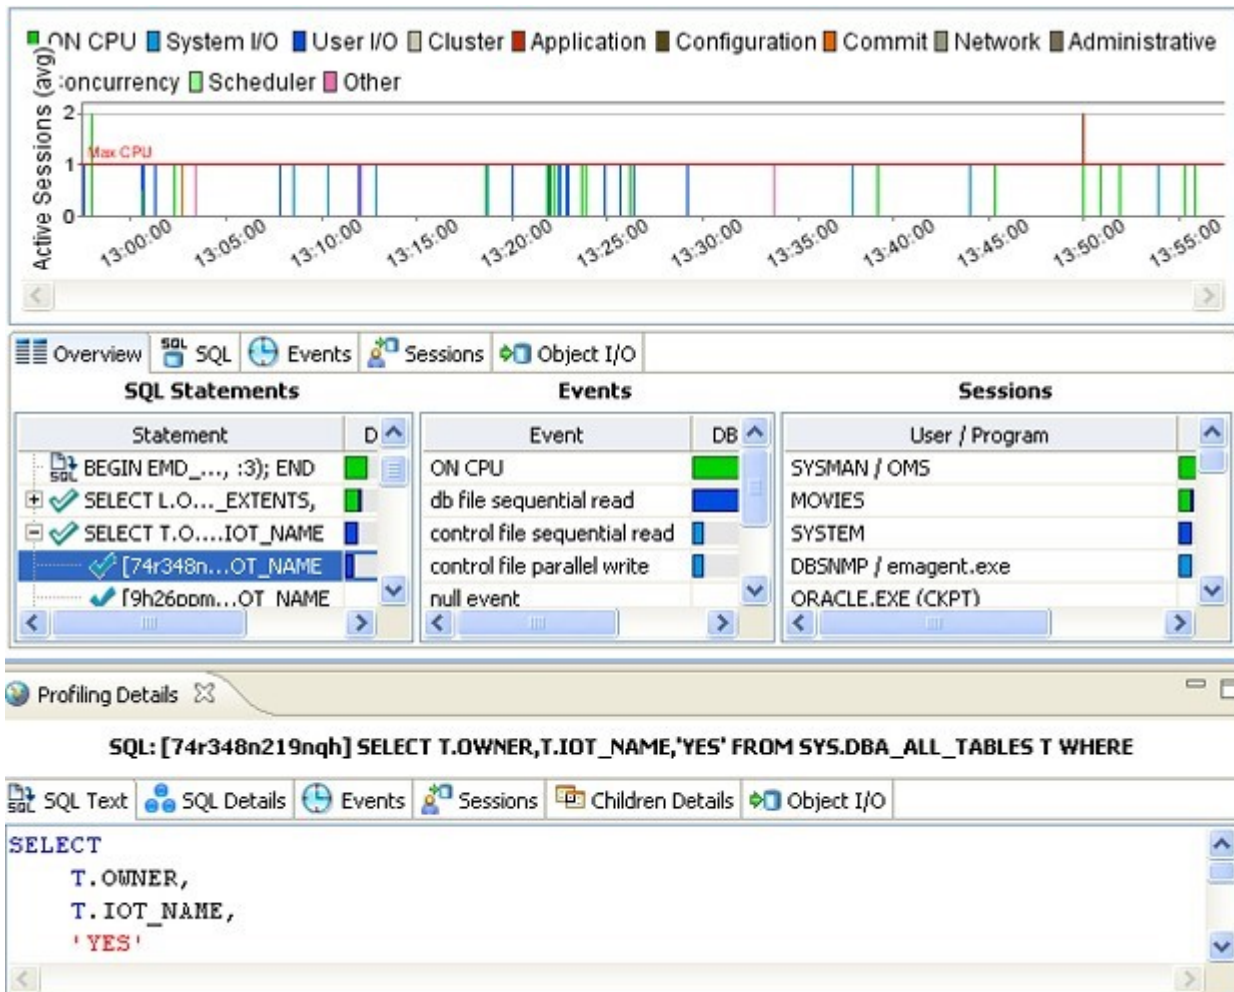 ON CPU System I/O User I/O Cluster Application Configuration Commit Network Administrative
oncurrency Scheduler Other
Active Sessions (avg)
2
Max CPU
1
0
13:00:00 13:05:00 13:10:00 13:15:00 13:20:00 13:25:00 13:30:00 13:35:00 13:40:00 13:45:00 13:50:00 13:55:00
Overview SQL SQL Events Sessions Object I/O
SQL Statements Events Sessions
Statement D Event DB User / Program
SQL BEGIN EMD_..., :3); END ON CPU SYSMAN / OMS
SELECT L.O..._EXTENTS, db file sequential read MOVIES
SELECT T.O....IOT_NAME control file sequential read SYSTEM
[74r348n...OT_NAME control file parallel write DBSNMP / emagent.exe
[9h26ppm...OT_NAME null event ORACLE.EXE (CKPT)
Profiling Details
SQL: [74r348n219nqh] SELECT T.OWNER,T.IOT_NAME,'YES' FROM SYS.DBA_ALL_TABLES T WHERE
SQL SQL Text SQL Details Events Sessions Children Details Object I/O
SELECT
T.OWNER,
T.IOT_NAME,
'YES'